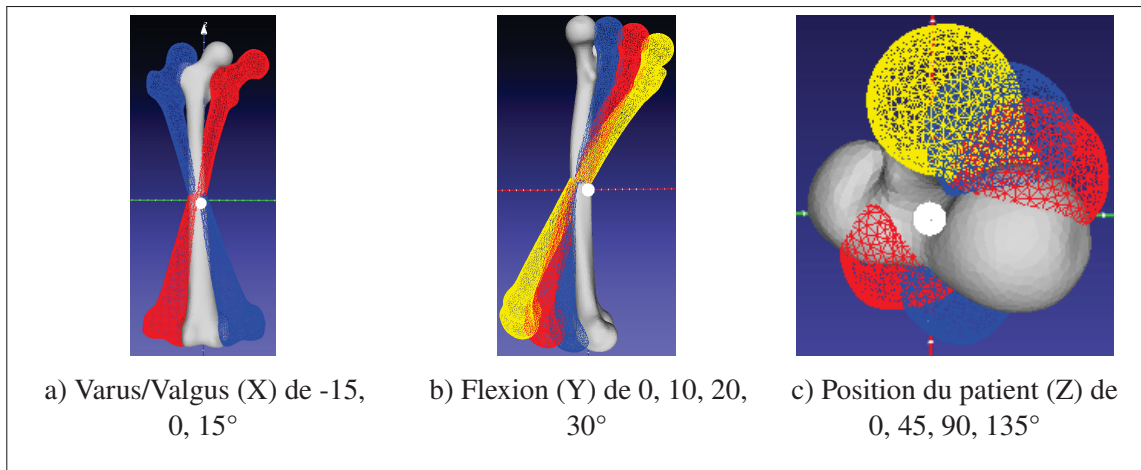 a) Varus/Valgus (X) de -15,
0, 15°
b) Flexion (Y) de 0, 10, 20,
30°
c) Position du patient (Z) de
0, 45, 90, 135°